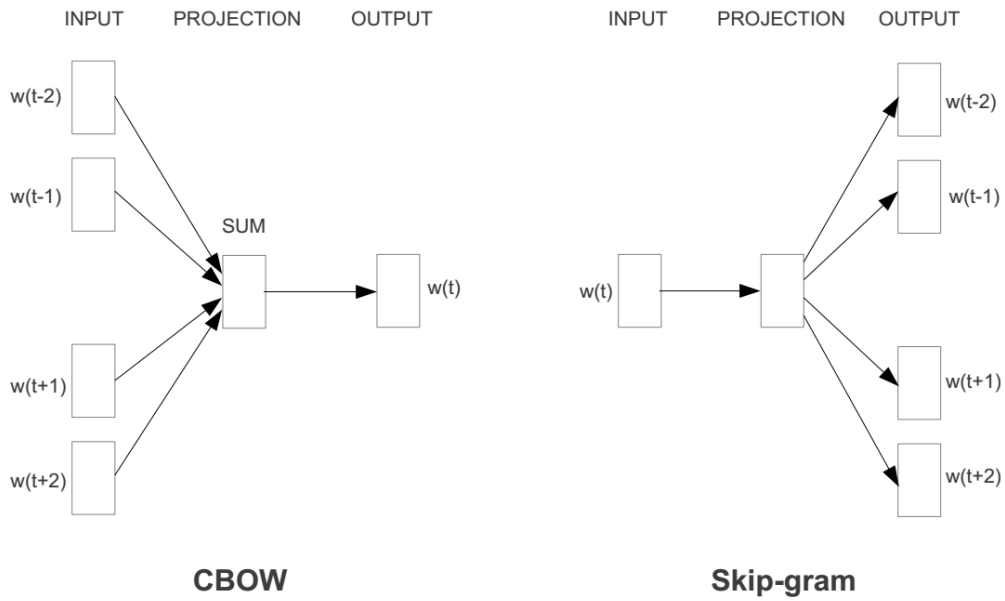 INPUT PROJECTION OUTPUT
w(t-2)
w(t-1)
SUM
w(t)
w(t+1)
w(t+2)
CBOW
INPUT PROJECTION OUTPUT
w(t-2)
w(t-1)
w(t)
w(t+1)
w(t+2)
Skip-gram